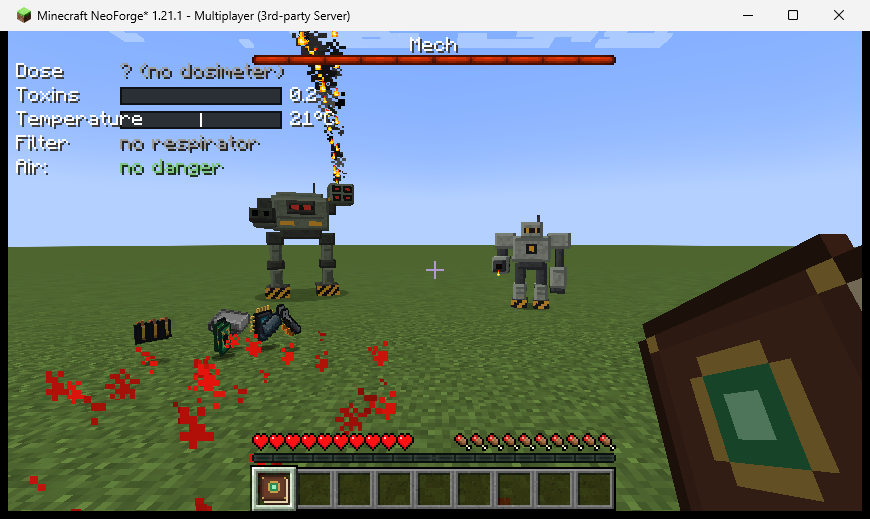 Minecraft NeoForge* 1.21.1 - Multiplayer (3rd-party Server)
Mech
Dose ? (no dosimeter)
Toxins 0.2
Temperature 21°C
Filter no respirator
Air: no danger